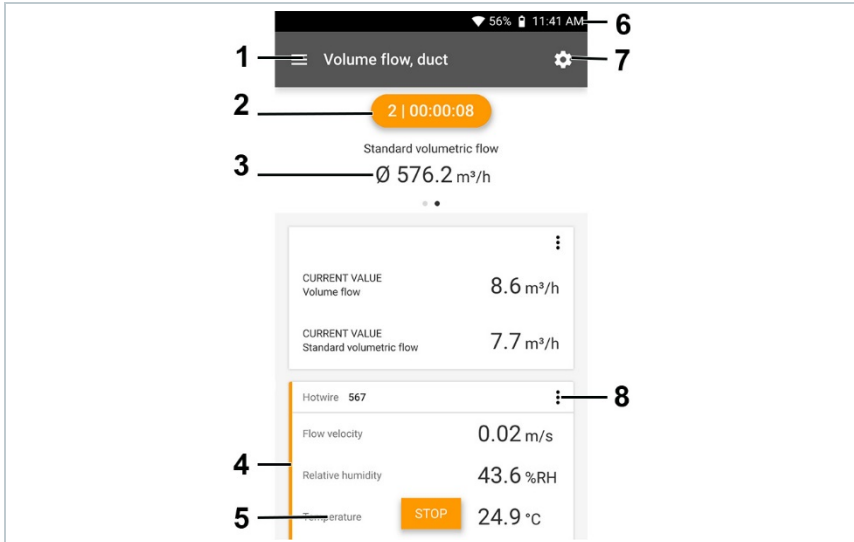 56% 11:41 AM 6
1 Volume flow, duct 7
2 2 | 00:00:08
Standard volumetric flow
3 Ø 576.2 m³/h
CURRENT VALUE
Volume flow 8.6 m³/h
CURRENT VALUE
Standard volumetric flow 7.7 m³/h
Hotwire 567 8
Flow velocity 0.02 m/s
4 Relative humidity 43.6 %RH
5 Temperature STOP 24.9 °C